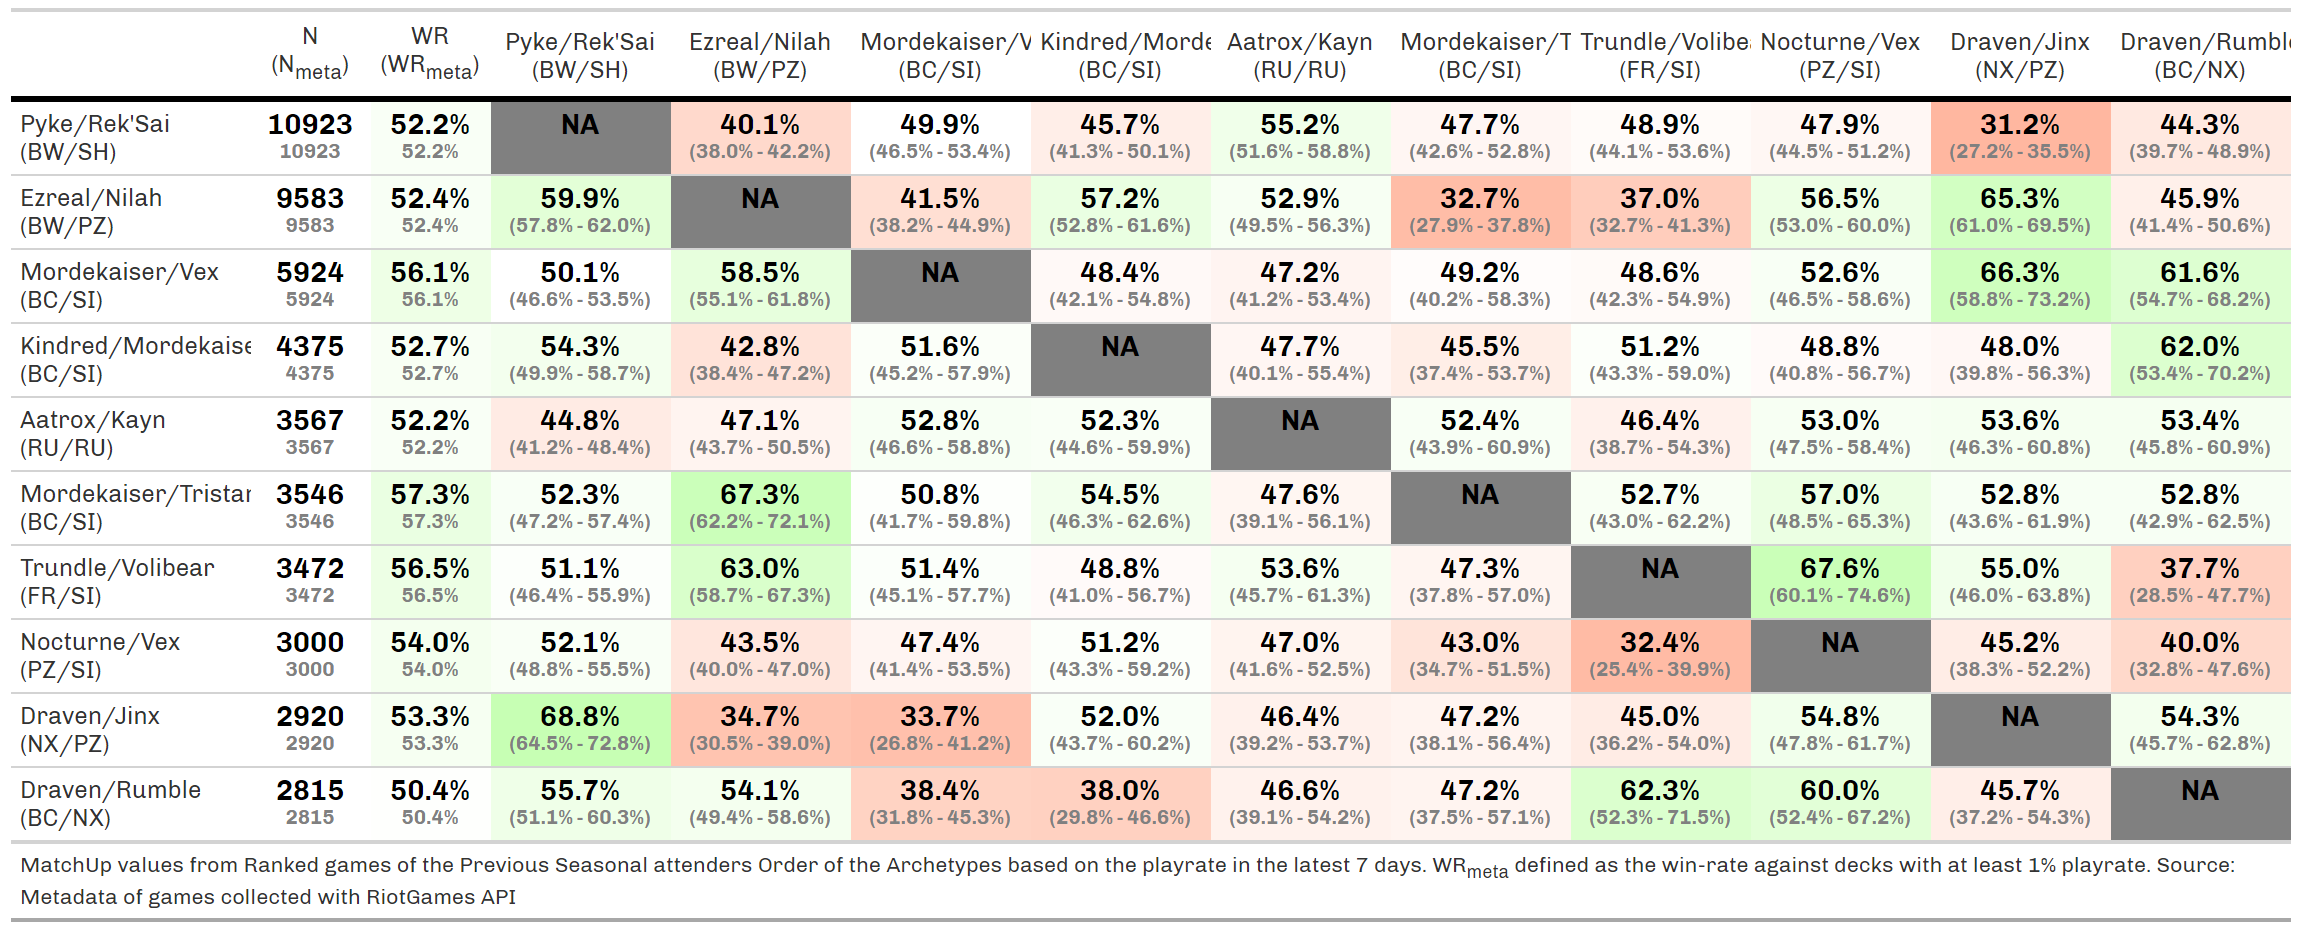 N WR Pyke/Rek'Sai Ezreal/Nilah Mordekaiser/V Kindred/Morde Aatrox/Kayn Mordekaiser/T Trundle/Volibea Nocturne/Vex Draven/Jinx Draven/Rumble
(Nmeta) (WRmeta) (BW/SH) (BW/PZ) (BC/SI) (BC/SI) (RU/RU) (BC/SI) (FR/SI) (PZ/SI) (NX/PZ) (BC/NX)
Pyke/Rek'Sai 10923 52.2% NA 40.1% 49.9% 45.7% 55.2% 47.7% 48.9% 47.9% 31.2% 44.3%
(BW/SH) 10923 52.2% (38.0% - 42.2%) (46.5% - 53.4%) (41.3% - 50.1%) (51.6% - 58.8%) (42.6% - 52.8%) (44.1% - 53.6%) (44.5% - 51.2%) (27.2% - 35.5%) (39.7% - 48.9%)
Ezreal/Nilah 9583 52.4% 59.9% NA 41.5% 57.2% 52.9% 32.7% 37.0% 56.5% 65.3% 45.9%
(BW/PZ) 9583 52.4% (57.8% - 62.0%) (38.2% - 44.9%) (52.8% - 61.6%) (49.5% - 56.3%) (27.9% - 37.8%) (32.7% - 41.3%) (53.0% - 60.0%) (61.0% - 69.5%) (41.4% - 50.6%)
Mordekaiser/Vex 5924 56.1% 50.1% 58.5% NA 48.4% 47.2% 49.2% 48.6% 52.6% 66.3% 61.6%
(BC/SI) 5924 56.1% (46.6% - 53.5%) (55.1% - 61.8%) (42.1% - 54.8%) (41.2% - 53.4%) (40.2% - 58.3%) (42.3% - 54.9%) (46.5% - 58.6%) (58.8% - 73.2%) (54.7% - 68.2%)
Kindred/Mordekaise 4375 52.7% 54.3% 42.8% 51.6% NA 47.7% 45.5% 51.2% 48.8% 48.0% 62.0%
(BC/SI) 4375 52.7% (49.9% - 58.7%) (38.4% - 47.2%) (45.2% - 57.9%) (40.1% - 55.4%) (37.4% - 53.7%) (43.3% - 59.0%) (40.8% - 56.7%) (39.8% - 56.3%) (53.4% - 70.2%)
Aatrox/Kayn 3567 52.2% 44.8% 47.1% 52.8% 52.3% NA 52.4% 46.4% 53.0% 53.6% 53.4%
(RU/RU) 3567 52.2% (41.2% - 48.4%) (43.7% - 50.5%) (46.6% - 58.8%) (44.6% - 59.9%) (43.9% - 60.9%) (38.7% - 54.3%) (47.5% - 58.4%) (46.3% - 60.8%) (45.8% - 60.9%)
Mordekaiser/Tristan 3546 57.3% 52.3% 67.3% 50.8% 54.5% 47.6% NA 52.7% 57.0% 52.8% 52.8%
(BC/SI) 3546 57.3% (47.2% - 57.4%) (62.2% - 72.1%) (41.7% - 59.8%) (46.3% - 62.6%) (39.1% - 56.1%) (43.0% - 62.2%) (48.5% - 65.3%) (43.6% - 61.9%) (42.9% - 62.5%)
Trundle/Volibear 3472 56.5% 51.1% 63.0% 51.4% 48.8% 53.6% 47.3% NA 67.6% 55.0% 37.7%
(FR/SI) 3472 56.5% (46.4% - 55.9%) (58.7% - 67.3%) (45.1% - 57.7%) (41.0% - 56.7%) (45.7% - 61.3%) (37.8% - 57.0%) (60.1% - 74.6%) (46.0% - 63.8%) (28.5% - 47.7%)
Nocturne/Vex 3000 54.0% 52.1% 43.5% 47.4% 51.2% 47.0% 43.0% 32.4% NA 45.2% 40.0%
(PZ/SI) 3000 54.0% (48.8% - 55.5%) (40.0% - 47.0%) (41.4% - 53.5%) (43.3% - 59.2%) (41.6% - 52.5%) (34.7% - 51.5%) (25.4% - 39.9%) (38.3% - 52.2%) (32.8% - 47.6%)
Draven/Jinx 2920 53.3% 68.8% 34.7% 33.7% 52.0% 46.4% 47.2% 45.0% 54.8% NA 54.3%
(NX/PZ) 2920 53.3% (64.5% - 72.8%) (30.5% - 39.0%) (26.8% - 41.2%) (43.7% - 60.2%) (39.2% - 53.7%) (38.1% - 56.4%) (36.2% - 54.0%) (47.8% - 61.7%) (45.7% - 62.8%)
Draven/Rumble 2815 50.4% 55.7% 54.1% 38.4% 38.0% 46.6% 47.2% 62.3% 60.0% 45.7% NA
(BC/NX) 2815 50.4% (51.1% - 60.3%) (49.4% - 58.6%) (31.8% - 45.3%) (29.8% - 46.6%) (39.1% - 54.2%) (37.5% - 57.1%) (52.3% - 71.5%) (52.4% - 67.2%) (37.2% - 54.3%)
MatchUp values from Ranked games of the Previous Seasonal attenders Order of the Archetypes based on the playrate in the latest 7 days. WRmeta defined as the win-rate against decks with at least 1% playrate. Source:
Metadata of games collected with RiotGames API